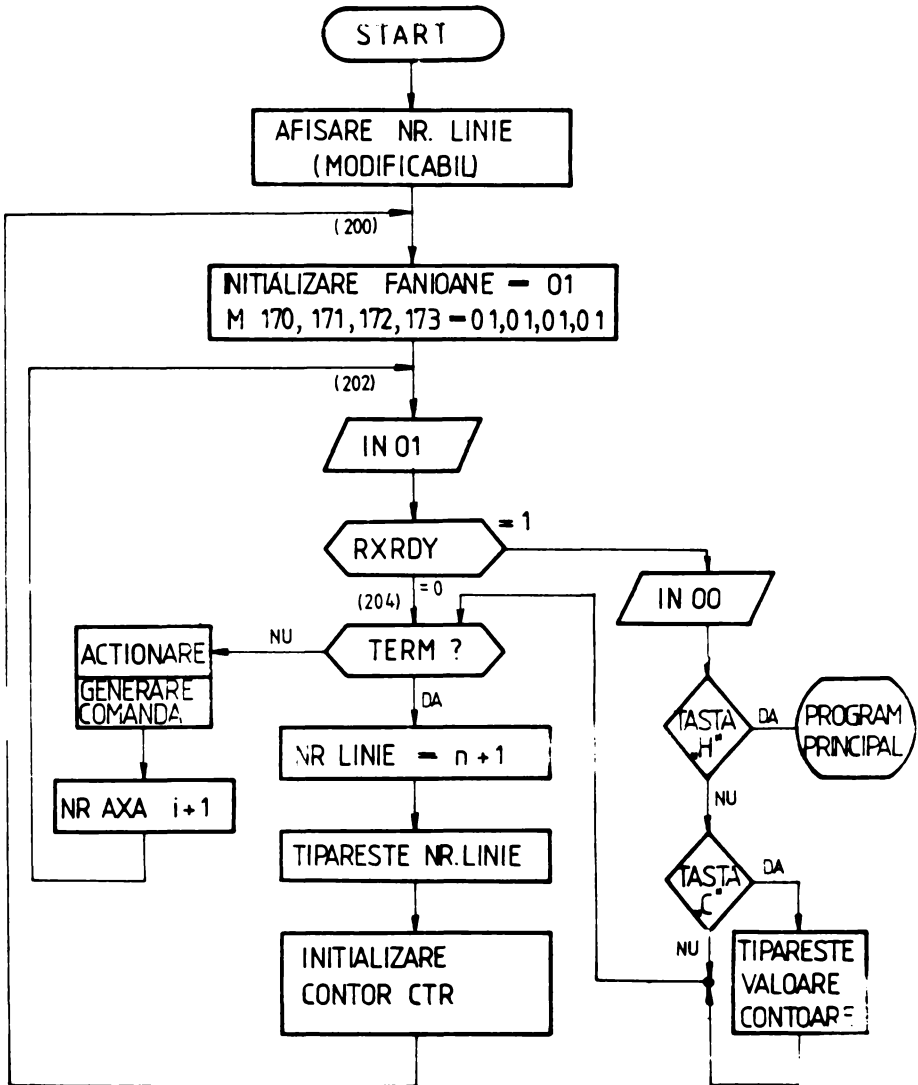 START
AFISARE NR. LINIE
(MODIFICABIL)
(200)
INITIALIZARE FANIOANE = 01
M 170, 171, 172, 173 = 01,01,01,01
(202)
IN 01
RXRDY
= 1
= 0
(204)
IN 00
TERM ?
NU
ACTIONARE
GENERARE
COMANDA
NR AXA i+1
DA
NR LINIE = n+1
TIPARESTE NR.LINIE
INITIALIZARE
CONTOR CTR
TASTA
„H"
DA
PROGRAM
PRINCIPAL
NU
TASTA
„C"
DA
NU
TIPARESTE
VALOARE
CONTOARE